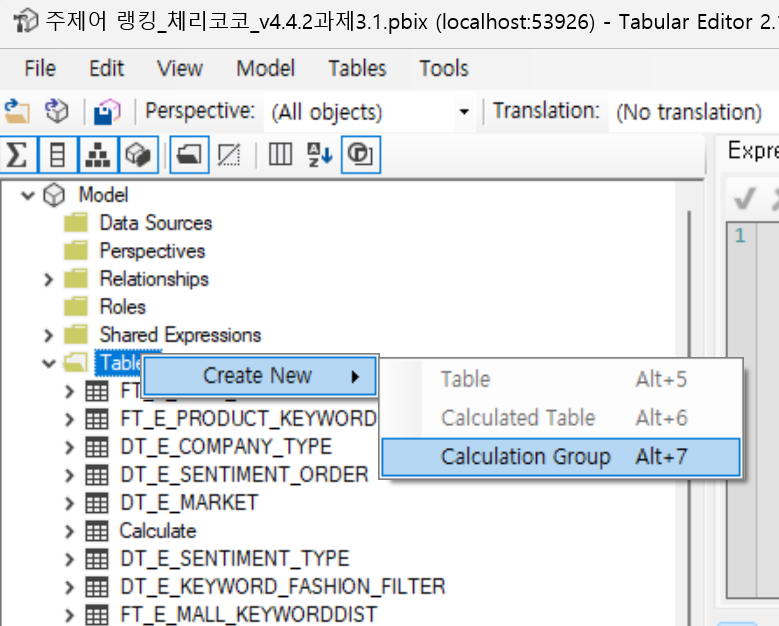 주제어 랭킹_체리코코_v4.4.2과제3.1.pbix (localhost:53926) - Tabular Editor 2.
File Edit View Model Tables Tools
Perspective: (All objects) Translation: (No translation)
Expre
Model
Data Sources
Perspectives
Relationships
Roles
Shared Expressions
Table
Create New
Table Alt+5
Calculated Table Alt+6
Calculation Group Alt+7
1
FT_E_PRODUCT_KEYWORD
DT_E_COMPANY_TYPE
DT_E_SENTIMENT_ORDER
DT_E_MARKET
Calculate
DT_E_SENTIMENT_TYPE
DT_E_KEYWORD_FASHION_FILTER
FT_E_MALL_KEYWORDDIST